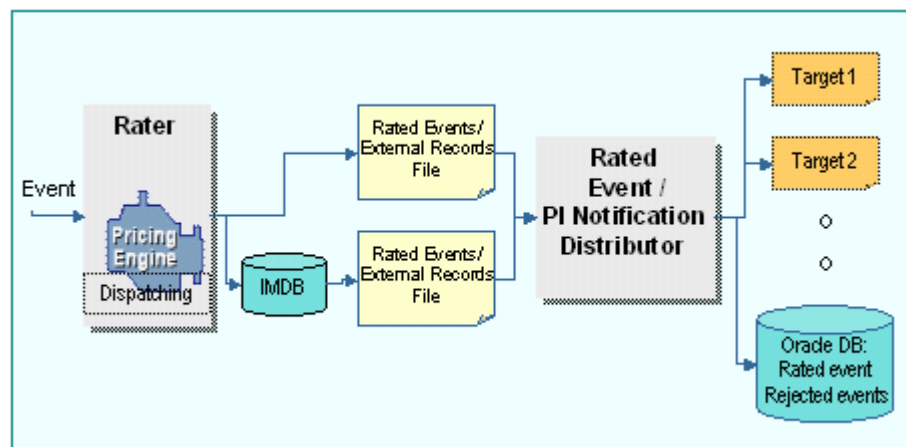 Rater
Event
Pricing
Engine
Dispatching
IMDB
Rated Events/
External Records
File
Rated Events/
External Records
File
Rated
Event /
PI Notification
Distributor
Target 1
Target 2
Oracle DB:
Rated event
Rejected events